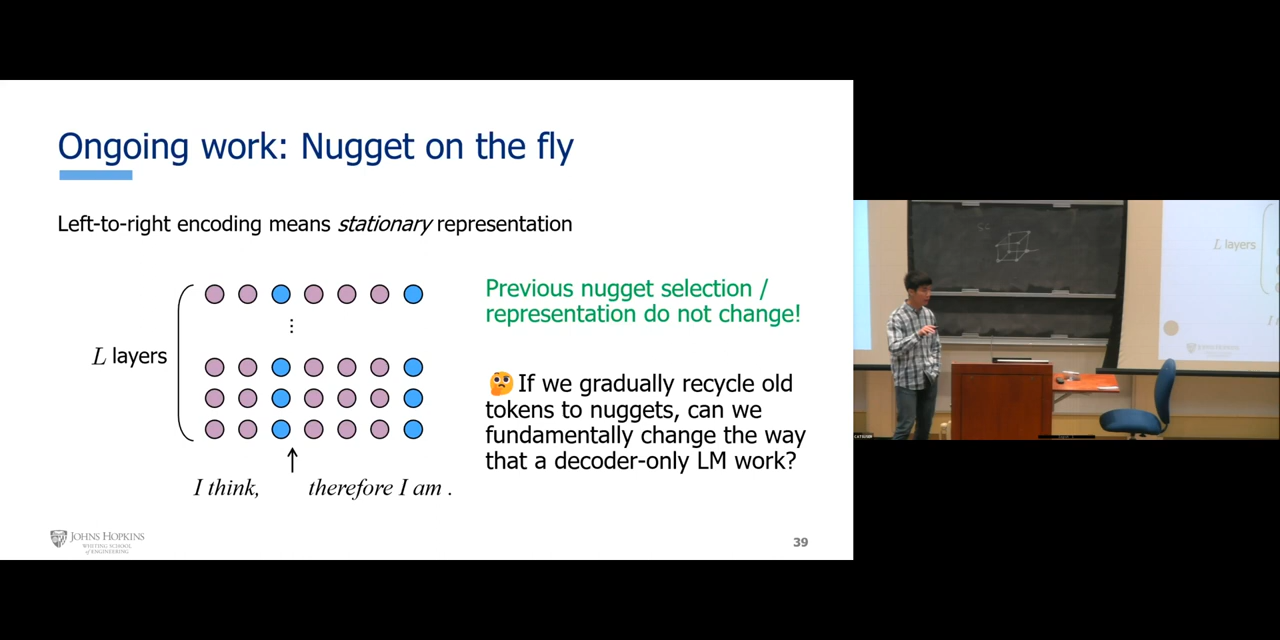 Ongoing work: Nugget on the fly
Left-to-right encoding means stationary representation
L layers
⋮
I think, therefore I am .
Previous nugget selection /
representation do not change!
🤔 If we gradually recycle old
tokens to nuggets, can we
fundamentally change the way
that a decoder-only LM work?
JOHNS HOPKINS
WHITING SCHOOL
of ENGINEERING
39
L layers